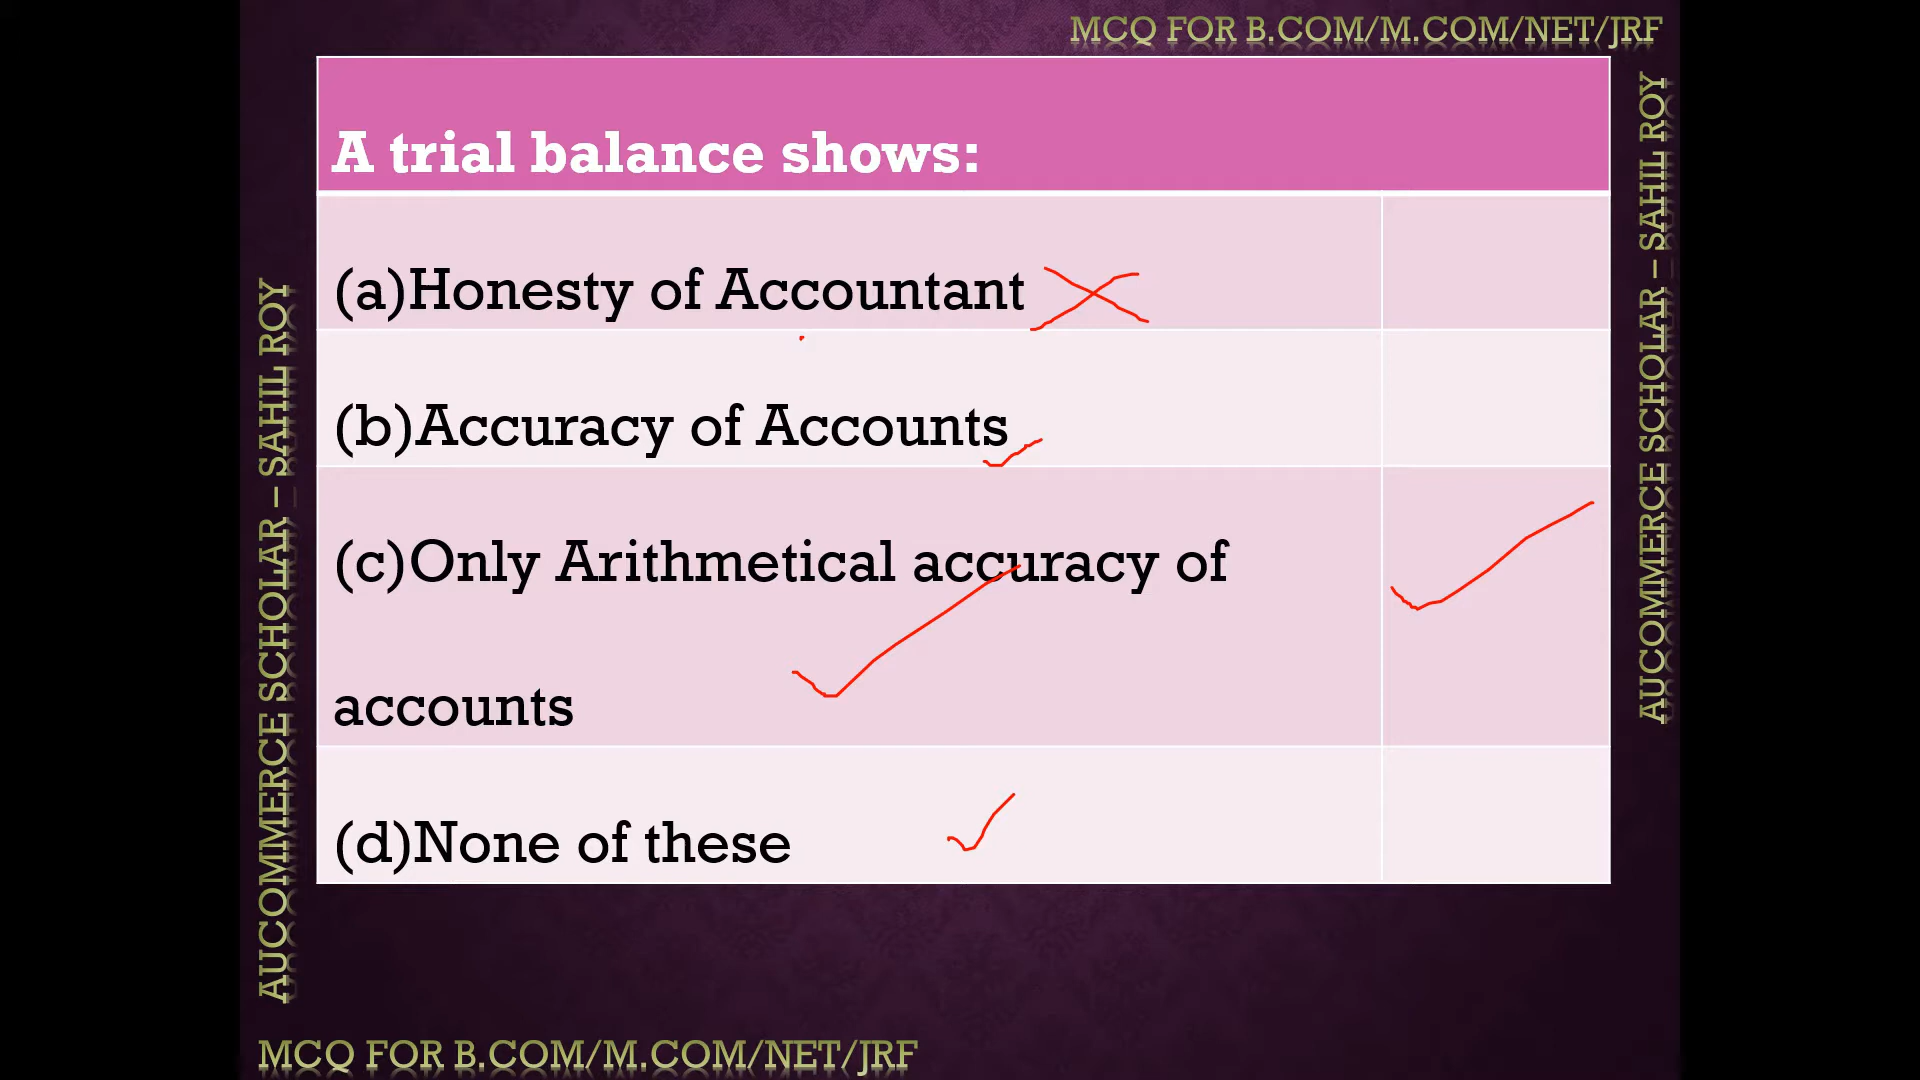 MCQ FOR B.COM/M.COM/NET/JRF
A trial balance shows:
(a)Honesty of Accountant
(b)Accuracy of Accounts
(c)Only Arithmetical accuracy of
accounts
(d)None of these
AUCOMMERCE SCHOLAR – SAHIL ROY
AUCOMMERCE SCHOLAR – SAHIL ROY
MCQ FOR B.COM/M.COM/NET/JRF